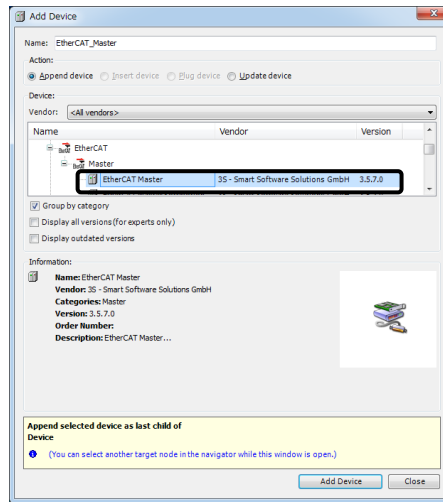 Add Device
Name: EtherCAT_Master
Action:
Append device Insert device Plug device Update device
Device:
Vendor: <All vendors>
Name Vendor Version
EtherCAT
Master
EtherCAT Master 3S - Smart Software Solutions GmbH 3.5.7.0
Group by category
Display all versions (for experts only)
Display outdated versions
Information:
Name: EtherCAT Master
Vendor: 3S - Smart Software Solutions GmbH
Categories: Master
Version: 3.5.7.0
Order Number:
Description: EtherCAT Master...
Append selected device as last child of
Device
(You can select another target node in the navigator while this window is open.)
Add Device Close